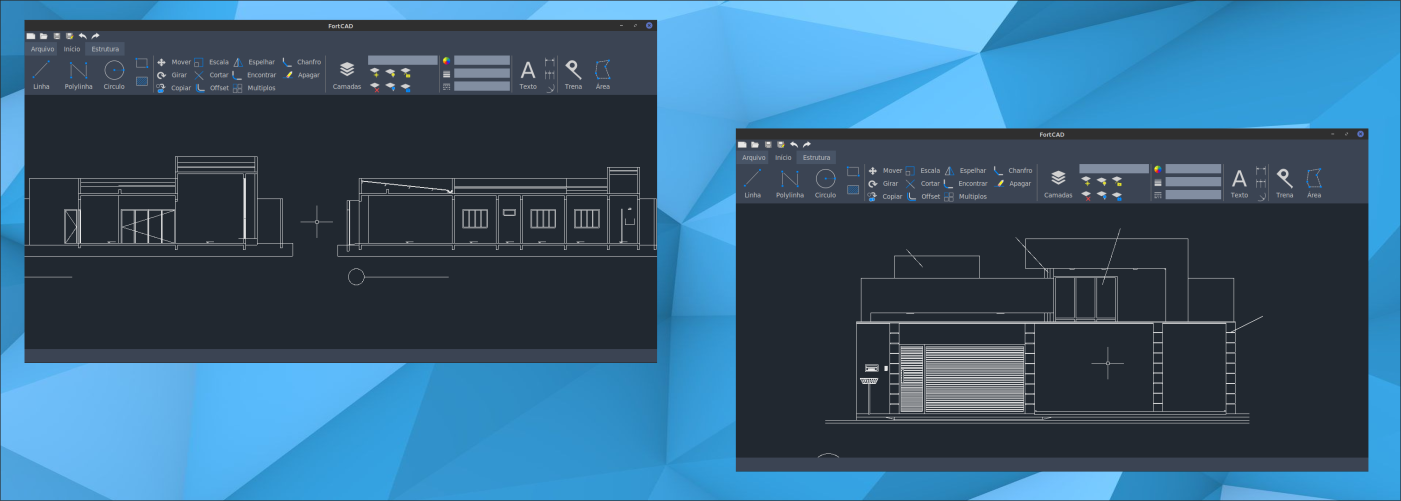 FortCAD
Arquivo Início Estrutura
Mover Escala Espelhar Chanfro
Girar Cortar Encontrar Apagar
Copiar Offset Multiplos
Linha Polylinha Círculo Camadas Texto Trena Área
FortCAD
Arquivo Início Estrutura
Mover Escala Espelhar Chanfro
Girar Cortar Encontrar Apagar
Copiar Offset Multiplos
Linha Polylinha Círculo Camadas Texto Trena Área